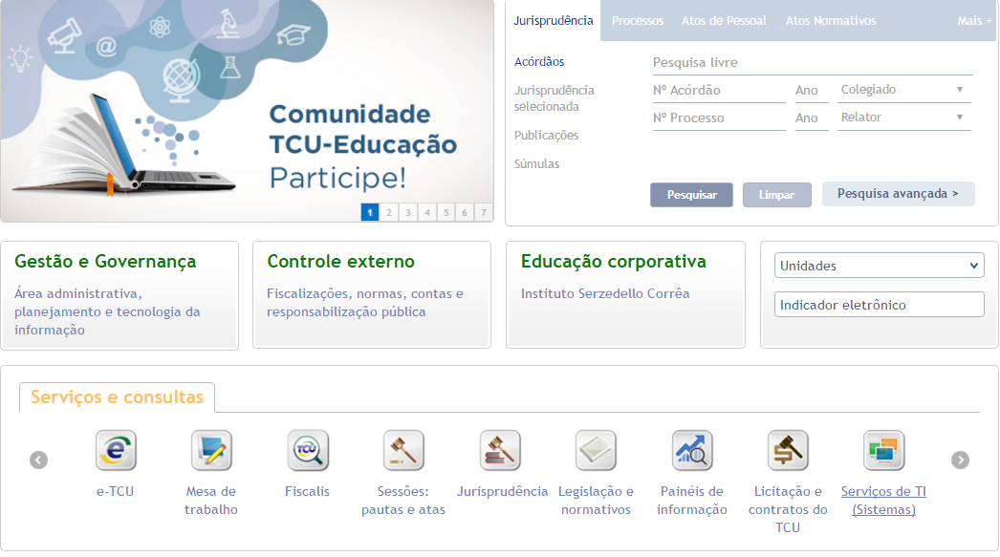 Comunidade
TCU-Educação
Participe!
1 2 3 4 5 6 7
Jurisprudência Processos Atos de Pessoal Atos Normativos Mais +
Acórdãos
Jurisprudência
selecionada
Publicações
Súmulas
Pesquisa livre
Nº Acórdão Ano Colegiado
Nº Processo Ano Relator
Pesquisar Limpar Pesquisa avançada >
Gestão e Governança
Área administrativa,
planejamento e tecnologia da
informação
Controle externo
Fiscalizações, normas, contas e
responsabilização pública
Educação corporativa
Instituto Serzedello Corrêa
Unidades
Indicador eletrônico
Serviços e consultas
e-TCU
Mesa de
trabalho
TCU
Fiscalis
Sessões:
pautas e atas
Jurisprudência
Legislação e
normativos
Painéis de
informação
Licitação e
contratos do
TCU
Serviços de TI
(Sistemas)